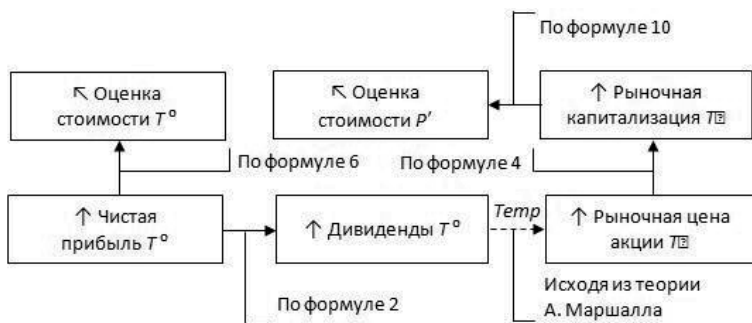 По формуле 10
↖ Оценка
стоимости T°
↖ Оценка
стоимости P'
↑ Рыночная
капитализация T
По формуле 6
По формуле 4
↑ Чистая
прибыль T°
↑ Дивиденды T°
Temp
↑ Рыночная цена
акции T
По формуле 2
Исходя из теории
А. Маршалла